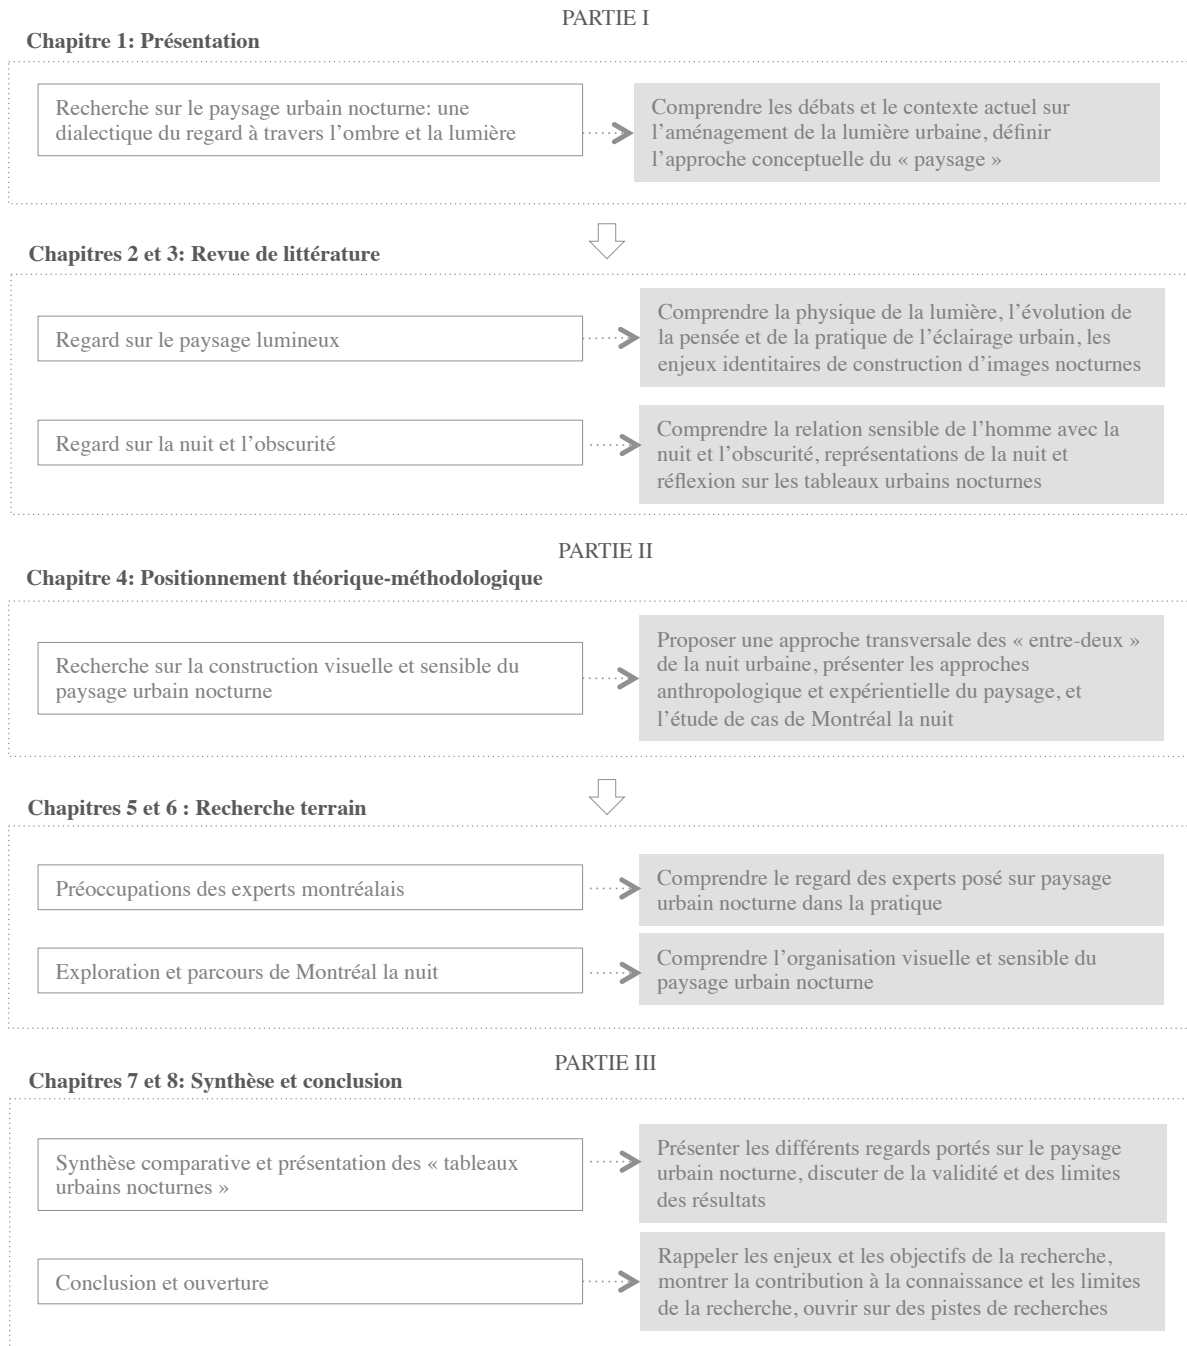 PARTIE I
Chapitre 1: Présentation
Recherche sur le paysage urbain nocturne: une
dialectique du regard à travers l’ombre et la lumière
Comprendre les débats et le contexte actuel sur
l’aménagement de la lumière urbaine, définir
l’approche conceptuelle du « paysage »
Chapitres 2 et 3: Revue de littérature
Regard sur le paysage lumineux
Comprendre la physique de la lumière, l’évolution de
la pensée et de la pratique de l’éclairage urbain, les
enjeux identitaires de construction d’images nocturnes
Regard sur la nuit et l’obscurité
Comprendre la relation sensible de l’homme avec la
nuit et l’obscurité, représentations de la nuit et
réflexion sur les tableaux urbains nocturnes
PARTIE II
Chapitre 4: Positionnement théorique-méthodologique
Recherche sur la construction visuelle et sensible du
paysage urbain nocturne
Proposer une approche transversale des « entre-deux »
de la nuit urbaine, présenter les approches
anthropologique et expérientielle du paysage, et
l’étude de cas de Montréal la nuit
Chapitres 5 et 6 : Recherche terrain
Préoccupations des experts montréalais
Comprendre le regard des experts posé sur paysage
urbain nocturne dans la pratique
Exploration et parcours de Montréal la nuit
Comprendre l’organisation visuelle et sensible du
paysage urbain nocturne
PARTIE III
Chapitres 7 et 8: Synthèse et conclusion
Synthèse comparative et présentation des « tableaux
urbains nocturnes »
Présenter les différents regards portés sur le paysage
urbain nocturne, discuter de la validité et des limites
des résultats
Conclusion et ouverture
Rappeler les enjeux et les objectifs de la recherche,
montrer la contribution à la connaissance et les limites
de la recherche, ouvrir sur des pistes de recherches